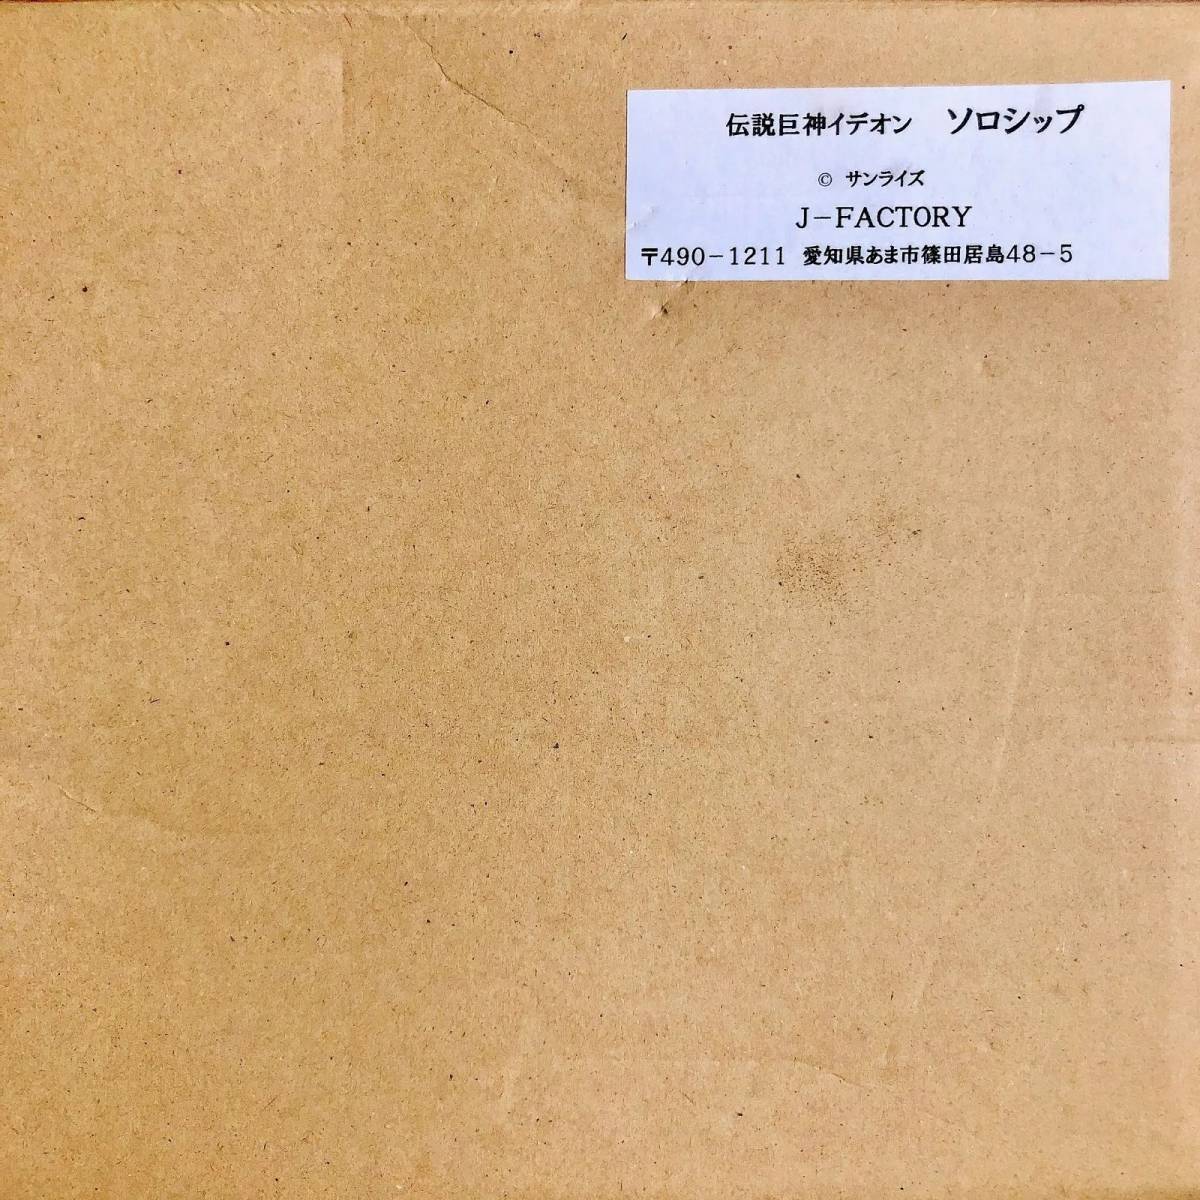 伝説巨神イデオン ソロシップ
© サンライズ
J-FACTORY
〒490-1211 愛知県あま市篠田居島48-5